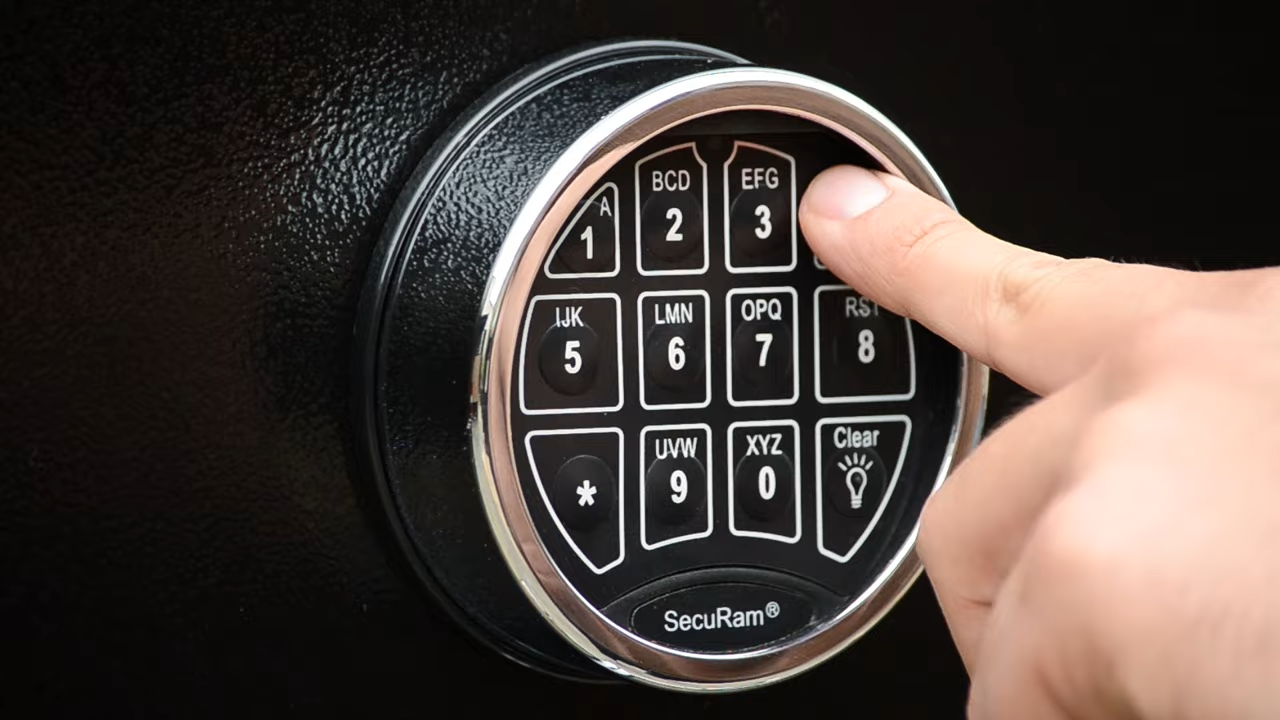 A
1
BCD
2
EFG
3
IJK
5
LMN
6
OPQ
7
RST
8
*
UVW
9
XYZ
0
Clear
SecuRam®